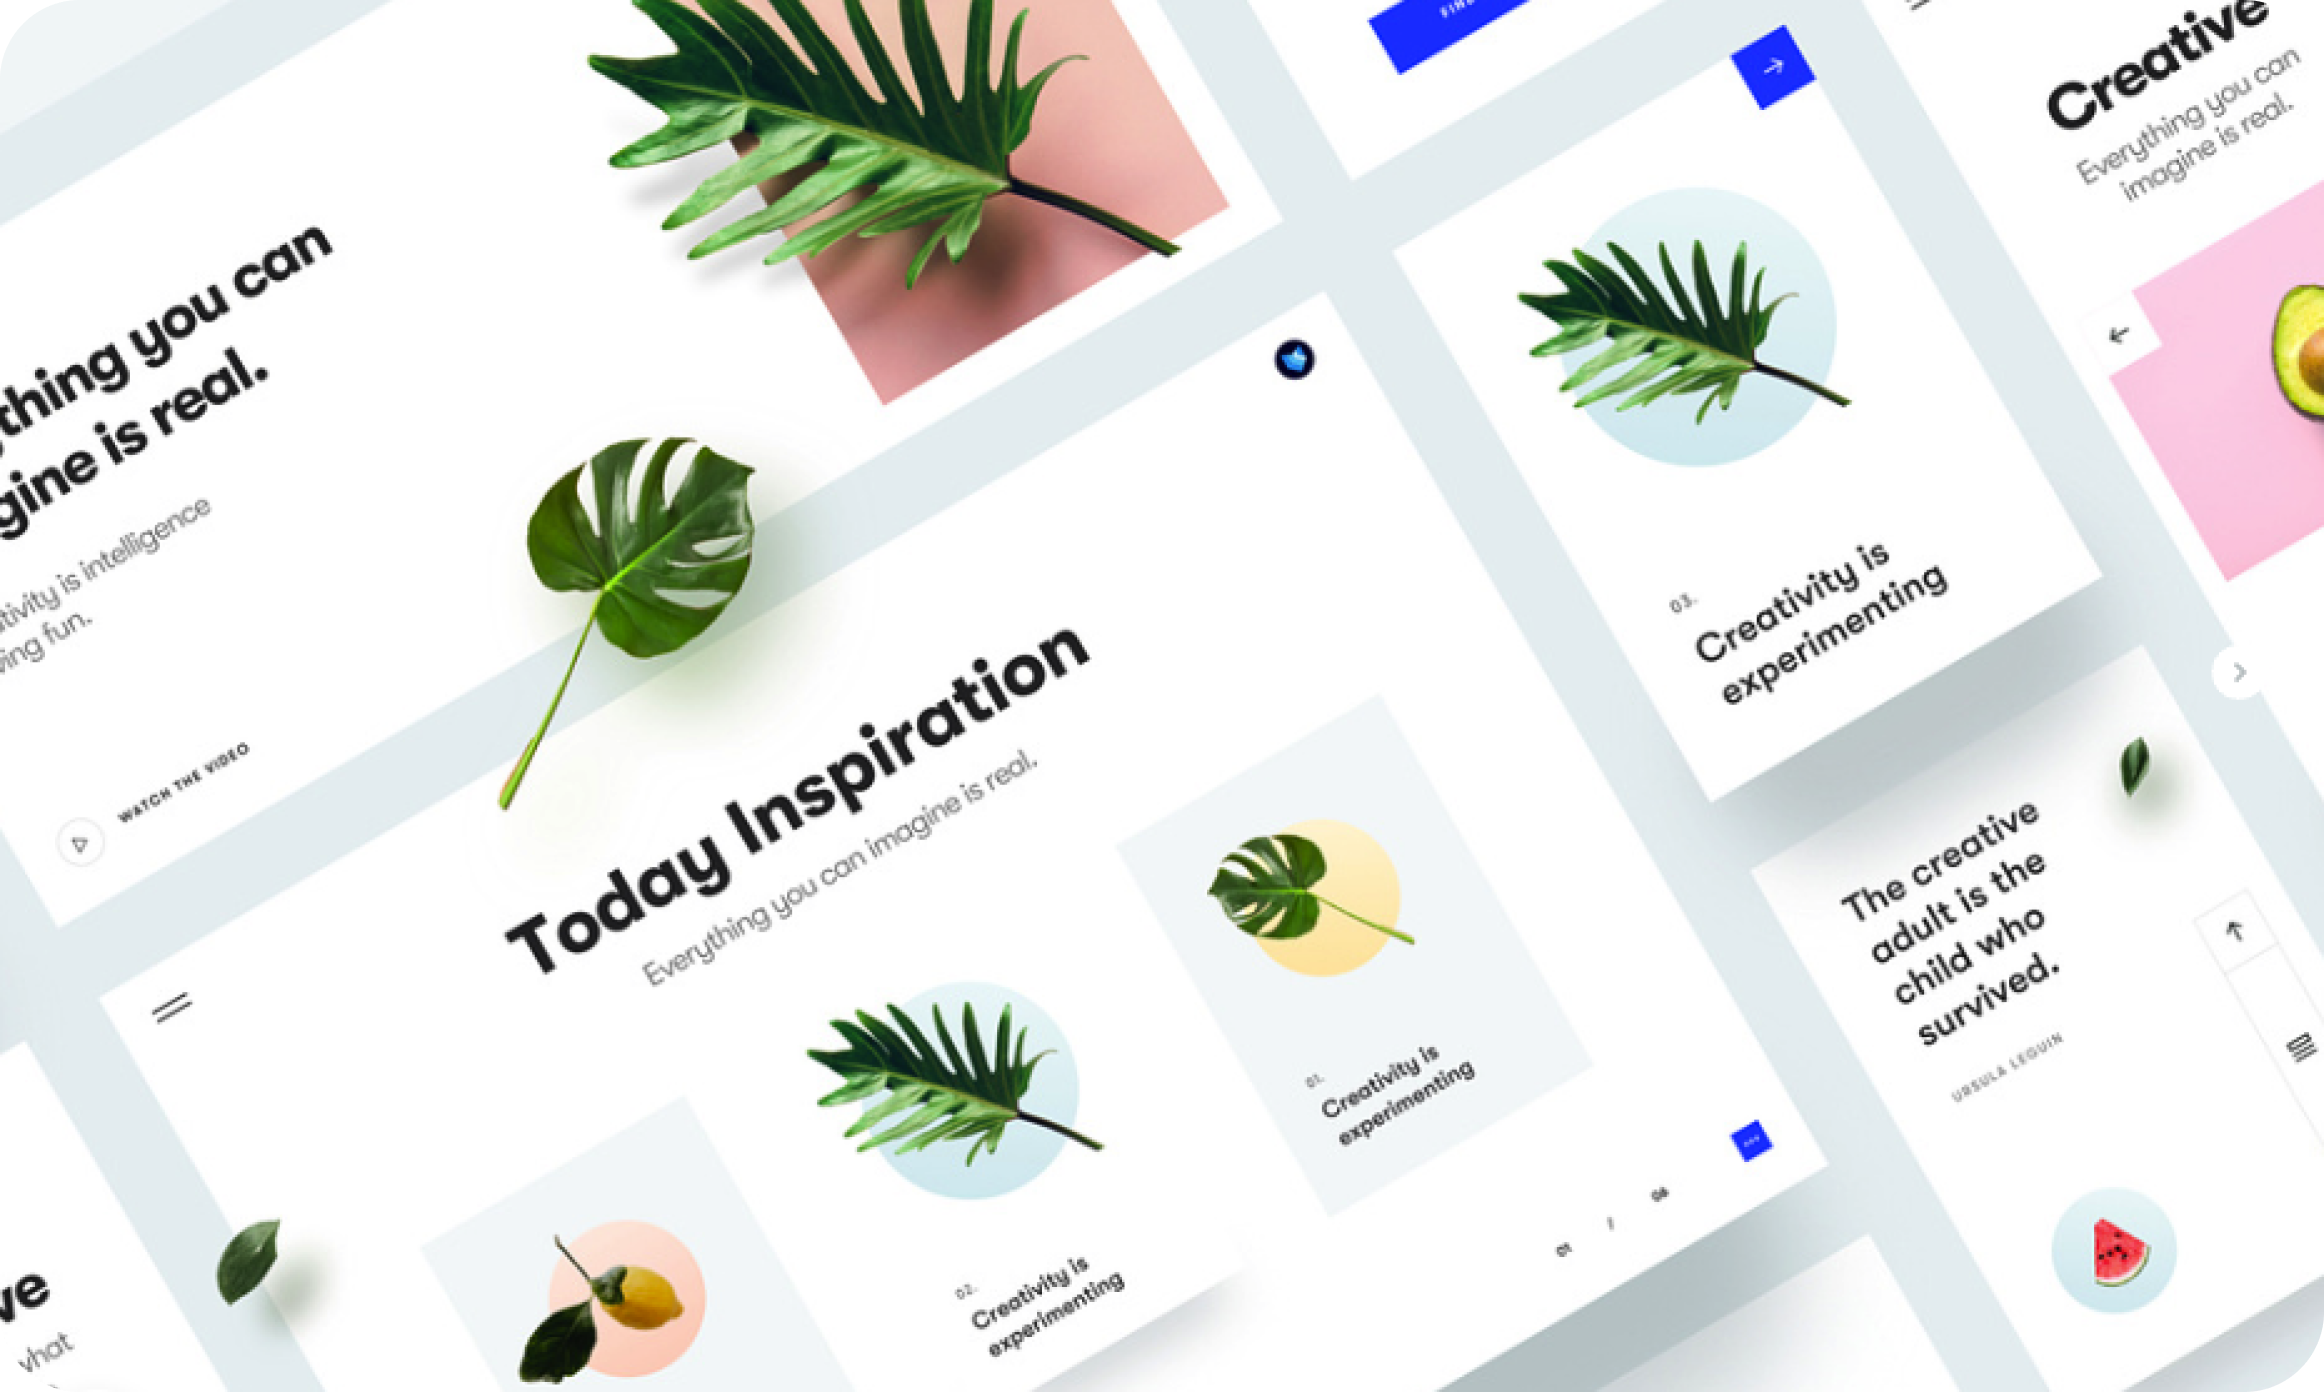 thing you can
gine is real.
tivity is intelligence
ving fun.
WATCH THE VIDEO
Today Inspiration
Everything you can imagine is real.
02.
Creativity is
experimenting
01.
Creativity is
experimenting
01 / 08
03.
Creativity is
experimenting
Creative
Everything you can
imagine is real.
The creative
adult is the
child who
survived.
URSULA LEGUIN
ve
what